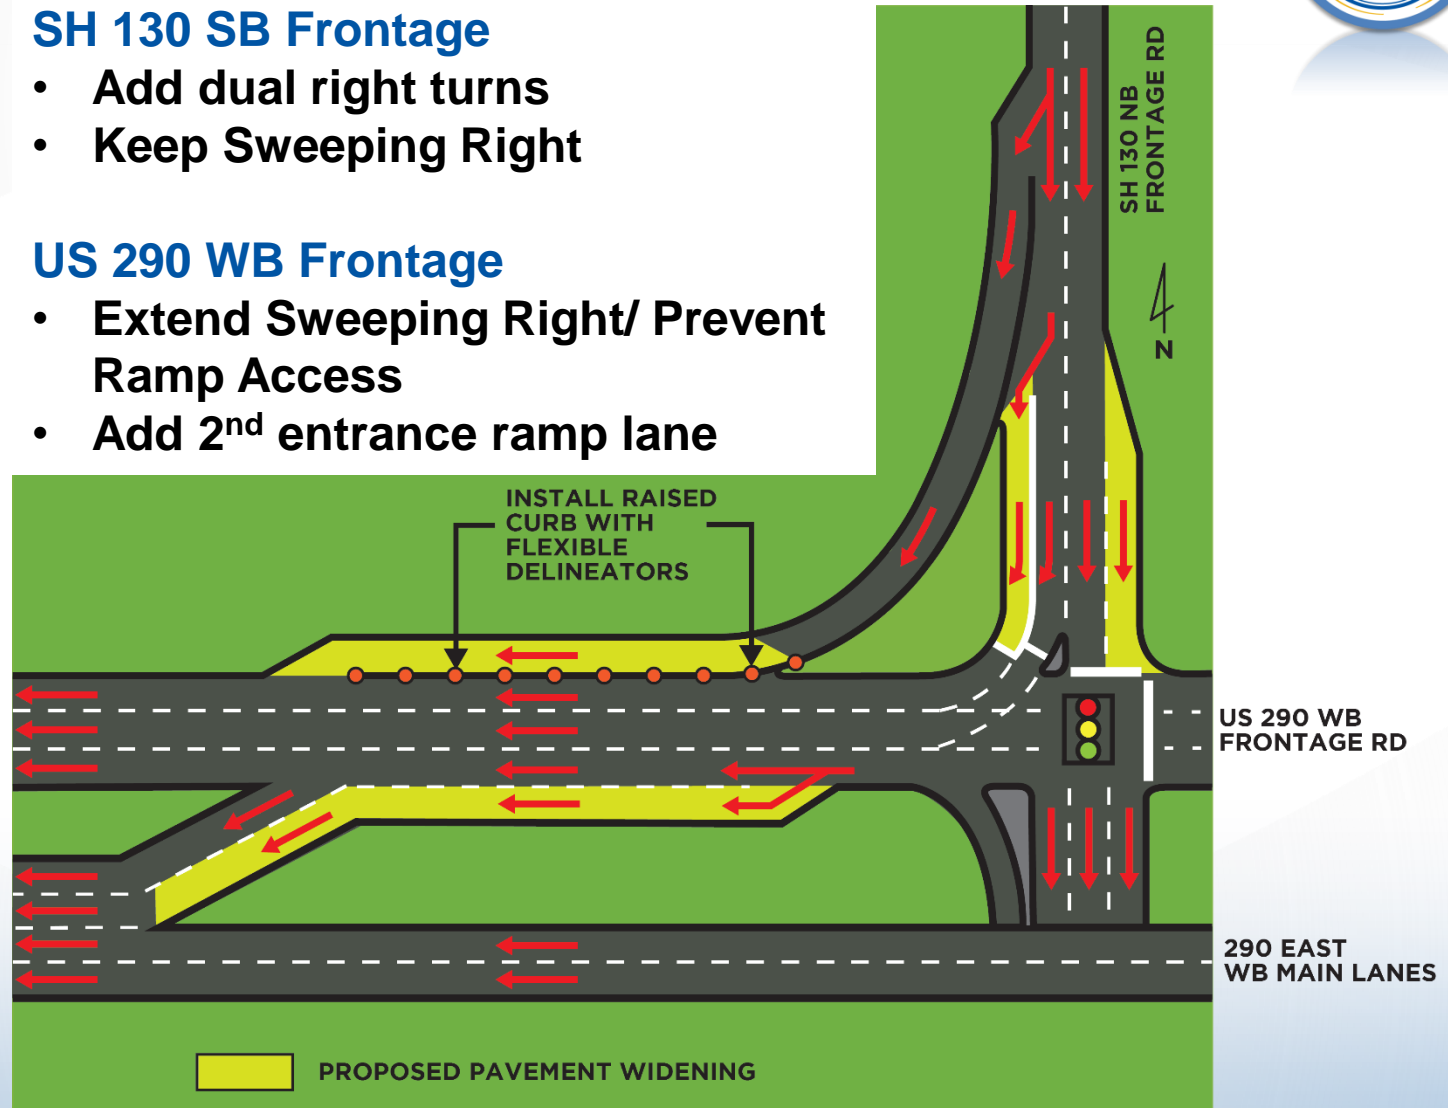 SH 130 SB Frontage
• Add dual right turns
• Keep Sweeping Right
US 290 WB Frontage
• Extend Sweeping Right/ Prevent
Ramp Access
• Add 2nd entrance ramp lane
SH 130 NB
FRONTAGE RD
N
INSTALL RAISED
CURB WITH
FLEXIBLE
DELINEATORS
US 290 WB
FRONTAGE RD
290 EAST
WB MAIN LANES
PROPOSED PAVEMENT WIDENING